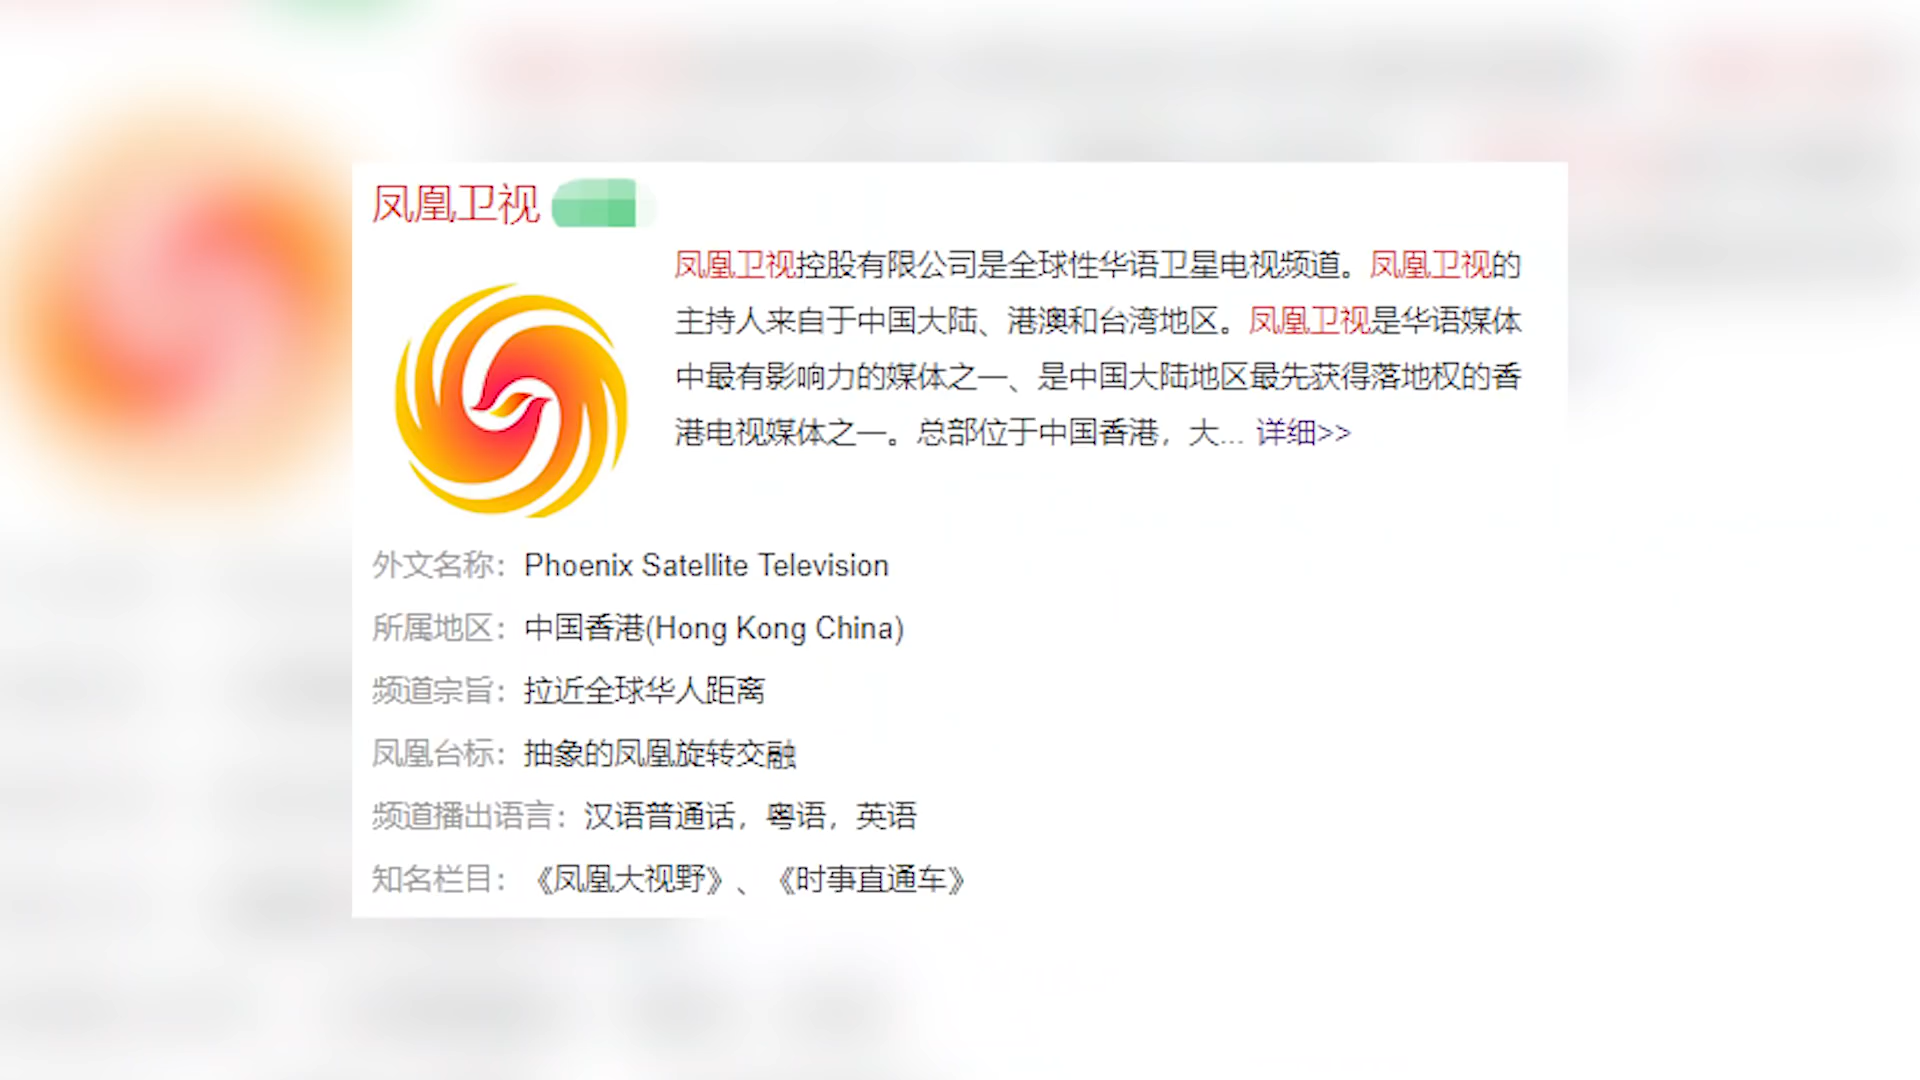 凤凰卫视
凤凰卫视控股有限公司是全球性华语卫星电视频道。凤凰卫视的
主持人来自于中国大陆、港澳和台湾地区。凤凰卫视是华语媒体
中最有影响力的媒体之一、是中国大陆地区最先获得落地权的香
港电视媒体之一。总部位于中国香港，大... 详细>>
外文名称：Phoenix Satellite Television
所属地区：中国香港(Hong Kong China)
频道宗旨：拉近全球华人距离
凤凰台标：抽象的凤凰旋转交融
频道播出语言：汉语普通话，粤语，英语
知名栏目：《凤凰大视野》、《时事直通车》